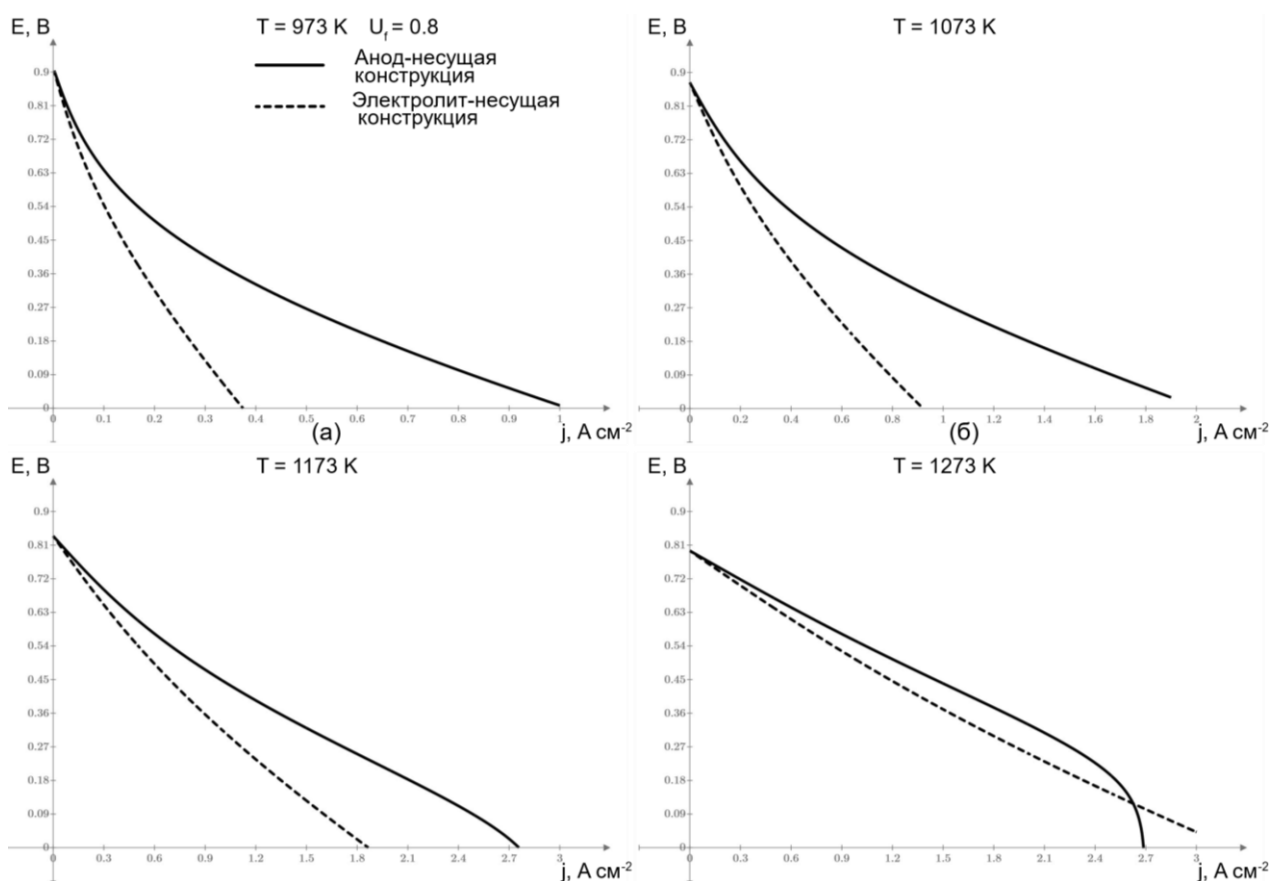 E, В
T = 973 K U_f = 0.8
Анод-несущая
конструкция
Электролит-несущая
конструкция
0.9
0.81
0.72
0.63
0.54
0.45
0.36
0.27
0.18
0.09
0
0 0.1 0.2 0.3 0.4 0.5 0.6 0.7 0.8 0.9 1
(а)
j, А см-2
E, В
T = 1073 K
0.9
0.81
0.72
0.63
0.54
0.45
0.36
0.27
0.18
0.09
0
0 0.2 0.4 0.6 0.8 1 1.2 1.4 1.6 1.8 2
(б)
j, А см-2
E, В
T = 1173 K
0.9
0.81
0.72
0.63
0.54
0.45
0.36
0.27
0.18
0.09
0
0 0.3 0.6 0.9 1.2 1.5 1.8 2.1 2.4 2.7 3
j, А см-2
E, В
T = 1273 K
0.9
0.81
0.72
0.63
0.54
0.45
0.36
0.27
0.18
0.09
0
0 0.3 0.6 0.9 1.2 1.5 1.8 2.1 2.4 2.7 3
j, А см-2